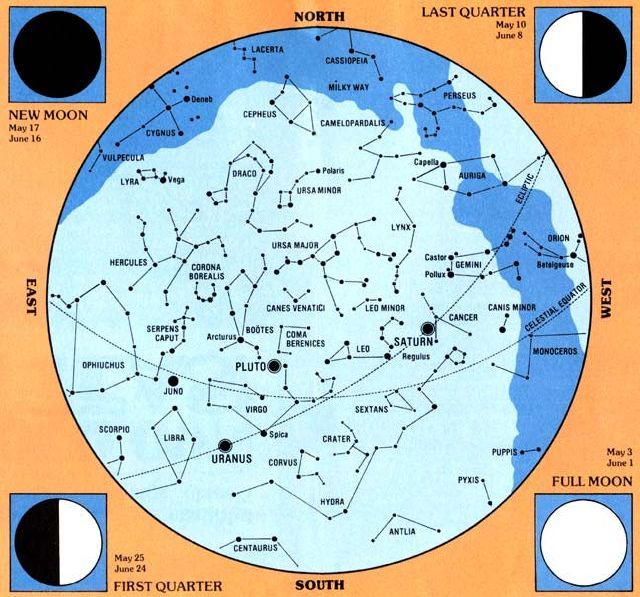 NORTH
LAST QUARTER
May 10
June 8
NEW MOON
May 17
June 16
LACERTA
CASSIOPEIA
MILKY WAY
PERSEUS
Deneb
CEPHEUS
CAMELOPARDALIS
CYGNUS
VULPECULA
LYRA
Vega
DRACO
Polaris
URSA MINOR
Capella
AURIGA
ECLIPTIC
LYNX
URSA MAJOR
HERCULES
CORONA
BOREALIS
Castor
GEMINI
Pollux
ORION
Betelgeuse
EAST
WEST
CANES VENATICI
LEO MINOR
CANIS MINOR
CELESTIAL EQUATOR
SERPENS
CAPUT
Arcturus
BOÖTES
COMA
BERENICES
LEO
SATURN
CANCER
Regulus
MONOCEROS
OPHIUCHUS
PLUTO
JUNO
VIRGO
SEXTANS
SCORPIO
LIBRA
URANUS
Spica
CRATER
CORVUS
PUPPIS
PYXIS
HYDRA
ANTLIA
CENTAURUS
May 3
June 1
FULL MOON
May 25
June 24
FIRST QUARTER
SOUTH